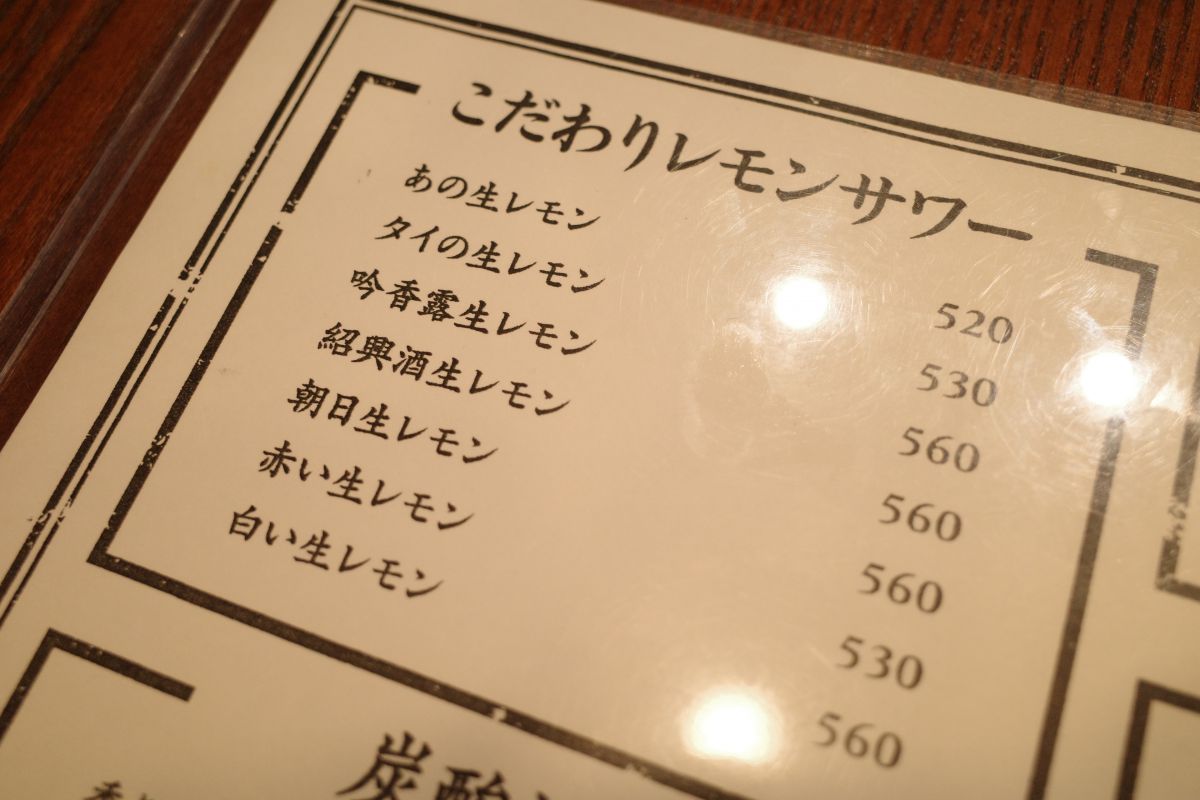 こだわりレモンサワー
あの生レモン 520
タイの生レモン 530
吟香露生レモン 560
紹興酒生レモン 560
朝日生レモン 560
赤い生レモン 530
白い生レモン 560
炭酸